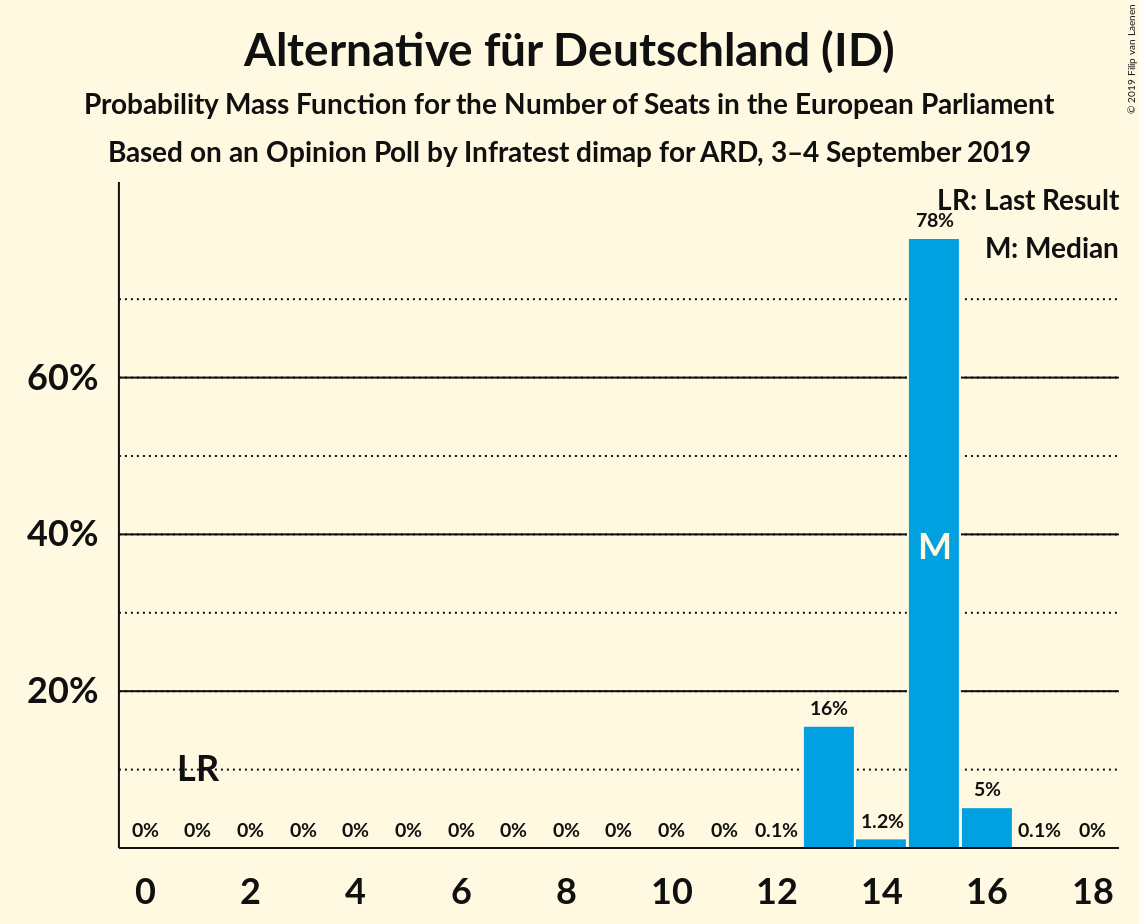 Alternative für Deutschland (ID)
Probability Mass Function for the Number of Seats in the European Parliament
Based on an Opinion Poll by Infratest dimap for ARD, 3–4 September 2019
© 2019 Filip van Laenen
LR: Last Result
78%
M: Median
60%
40%
M
20%
16%
LR
5%
1.2%
0% 0% 0% 0% 0% 0% 0% 0% 0% 0% 0% 0% 0.1% 0.1% 0%
0 2 4 6 8 10 12 14 16 18